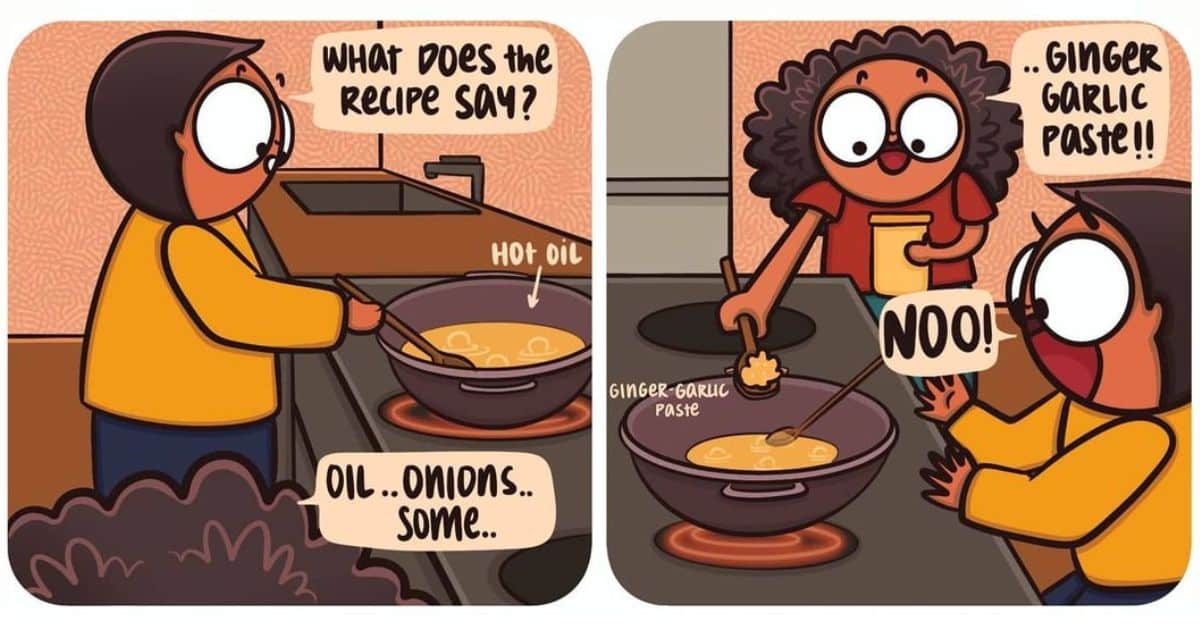 WHAT DOES the
RECIPE SAY?
HOT OIL
OIL.. ONIONS..
SOME..
.. GINGER
GARLIC
PASTE!!
NOO!
GINGER-GARLIC
PASTE